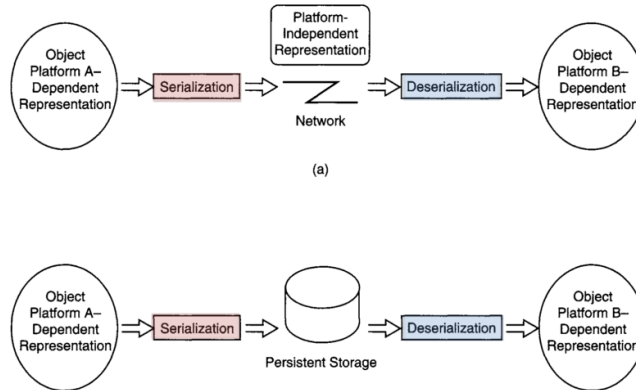 Platform-
Independent
Representation
Object
Platform A–
Dependent
Representation
Serialization
Network
Deserialization
Object
Platform B–
Dependent
Representation
(a)
Object
Platform A–
Dependent
Representation
Serialization
Persistent Storage
Deserialization
Object
Platform B–
Dependent
Representation